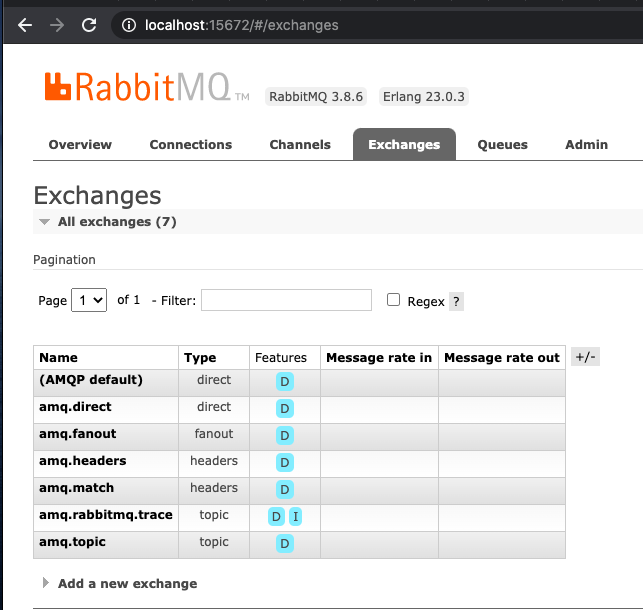 localhost:15672/#/exchanges
RabbitMQ TM RabbitMQ 3.8.6 Erlang 23.0.3
Overview Connections Channels Exchanges Queues Admin
Exchanges
All exchanges (7)
Pagination
Page 1 of 1 - Filter: Regex ?
Name Type Features Message rate in Message rate out +/-
(AMQP default) direct D
amq.direct direct D
amq.fanout fanout D
amq.headers headers D
amq.match headers D
amq.rabbitmq.trace topic D I
amq.topic topic D
Add a new exchange